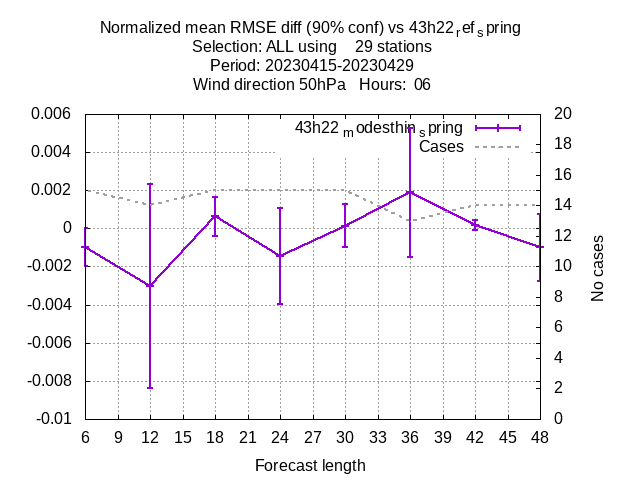 Normalized mean RMSE diff (90% conf) vs 43h22ᵣefₛpring
Selection: ALL using 29 stations
Period: 20230415-20230429
Wind direction 50hPa Hours: 06
43h22ₘodesthinₛpring
Cases
0.006
0.004
0.002
0
-0.002
-0.004
-0.006
-0.008
-0.01
20
18
16
14
12
10
8
6
4
2
0
No cases
6 9 12 15 18 21 24 27 30 33 36 39 42 45 48
Forecast length